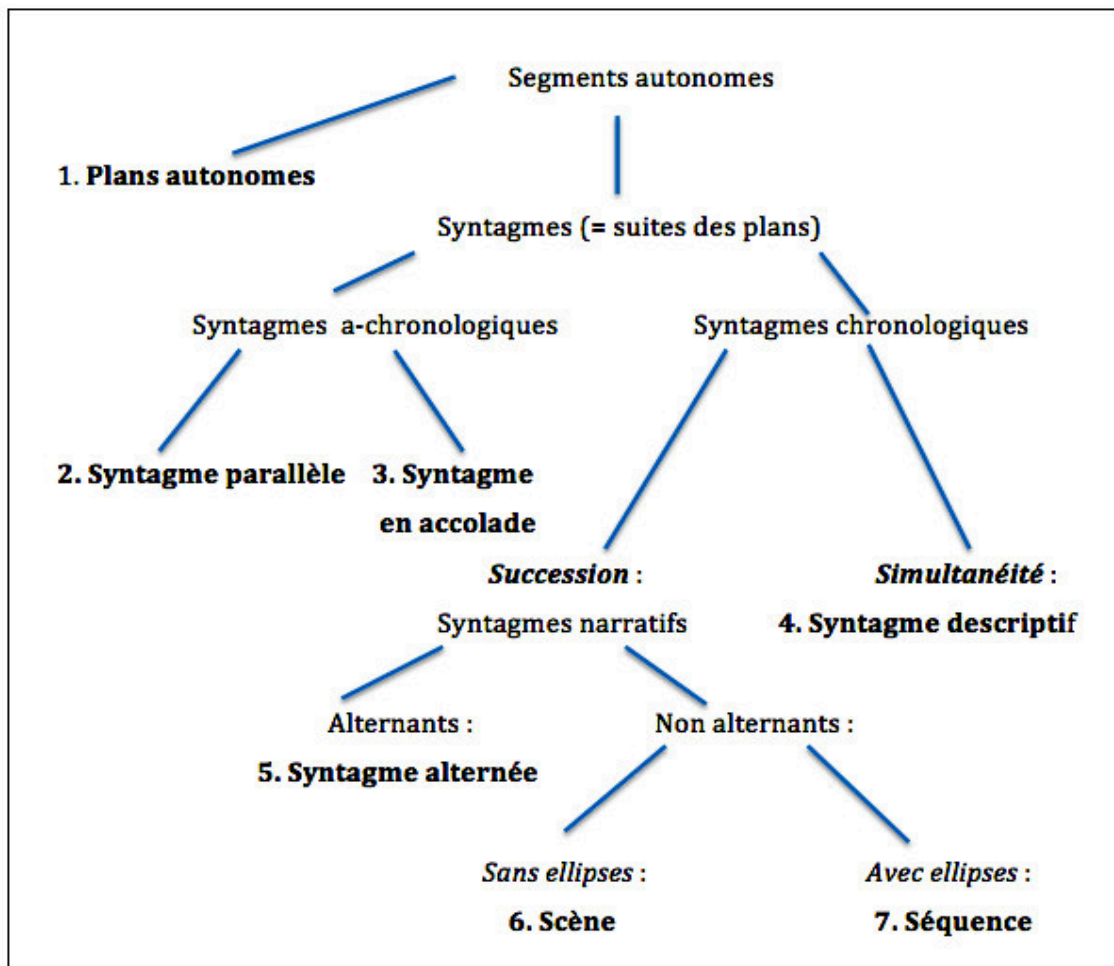 Segments autonomes
1. Plans autonomes
Syntagmes (= suites des plans)
Syntagmes a-chronologiques
Syntagmes chronologiques
2. Syntagme parallèle
3. Syntagme
en accolade
Succession :
Simultanéité :
Syntagmes narratifs
4. Syntagme descriptif
Alternants :
Non alternants :
5. Syntagme alternée
Sans ellipses :
Avec ellipses :
6. Scène
7. Séquence